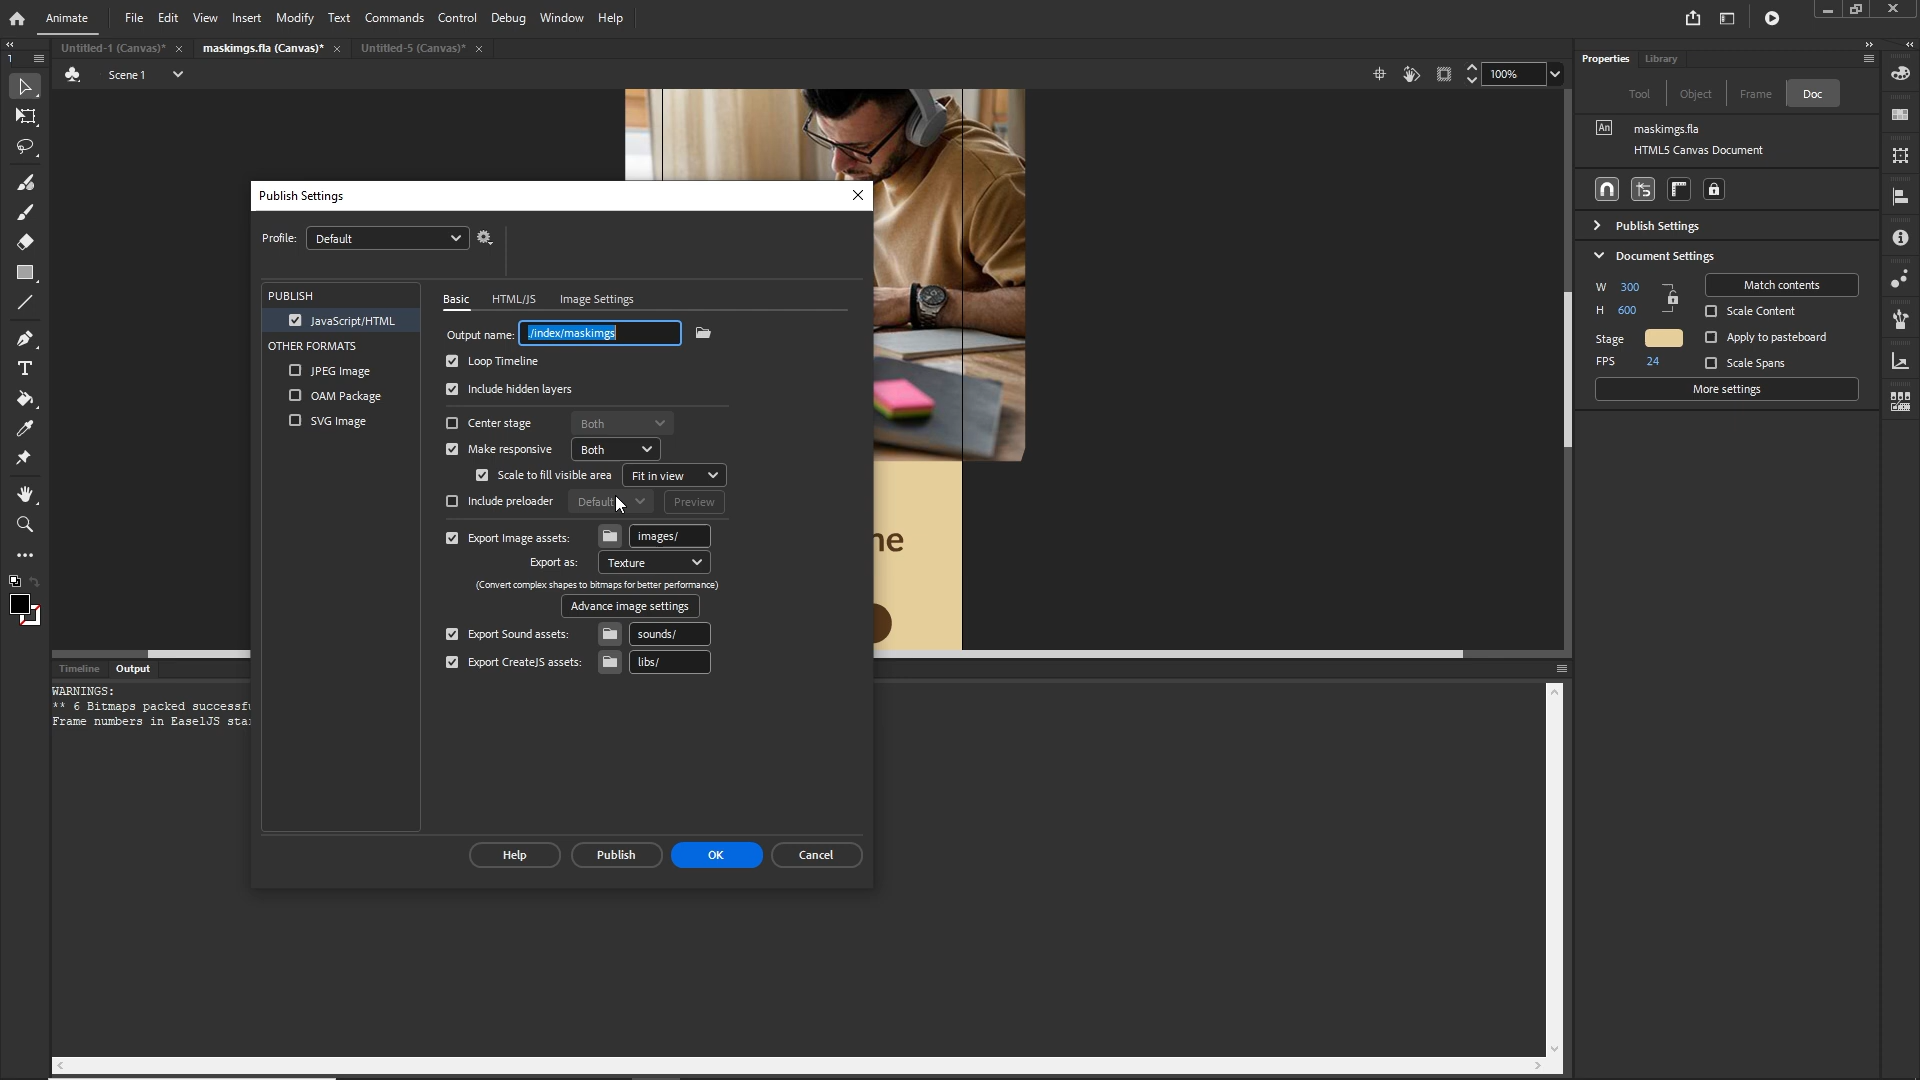 Animate File Edit View Insert Modify Text Commands Control Debug Window Help
Untitled-1 (Canvas)* maskimgs.fla (Canvas)* Untitled-5 (Canvas)*
Scene 1 100%
Properties Library
Tool Object Frame Doc
An maskimgs.fla
HTML5 Canvas Document
Publish Settings
Document Settings
W 300 Match contents
H 600 Scale Content
Stage Apply to pasteboard
FPS 24 Scale Spans
More settings
Publish Settings
Profile: Default
PUBLISH
JavaScript/HTML
OTHER FORMATS
JPEG Image
OAM Package
SVG Image
Basic HTML/JS Image Settings
Output name: ./index/maskimgs
Loop Timeline
Include hidden layers
Center stage Both
Make responsive Both
Scale to fill visible area Fit in view
Include preloader Default Preview
Export Image assets: images/
Export as: Texture
(Convert complex shapes to bitmaps for better performance)
Advance image settings
Export Sound assets: sounds/
Export CreateJS assets: libs/
Help Publish OK Cancel
Timeline Output
WARNINGS:
** 6 Bitmaps packed successfu
Frame numbers in EaselJS star